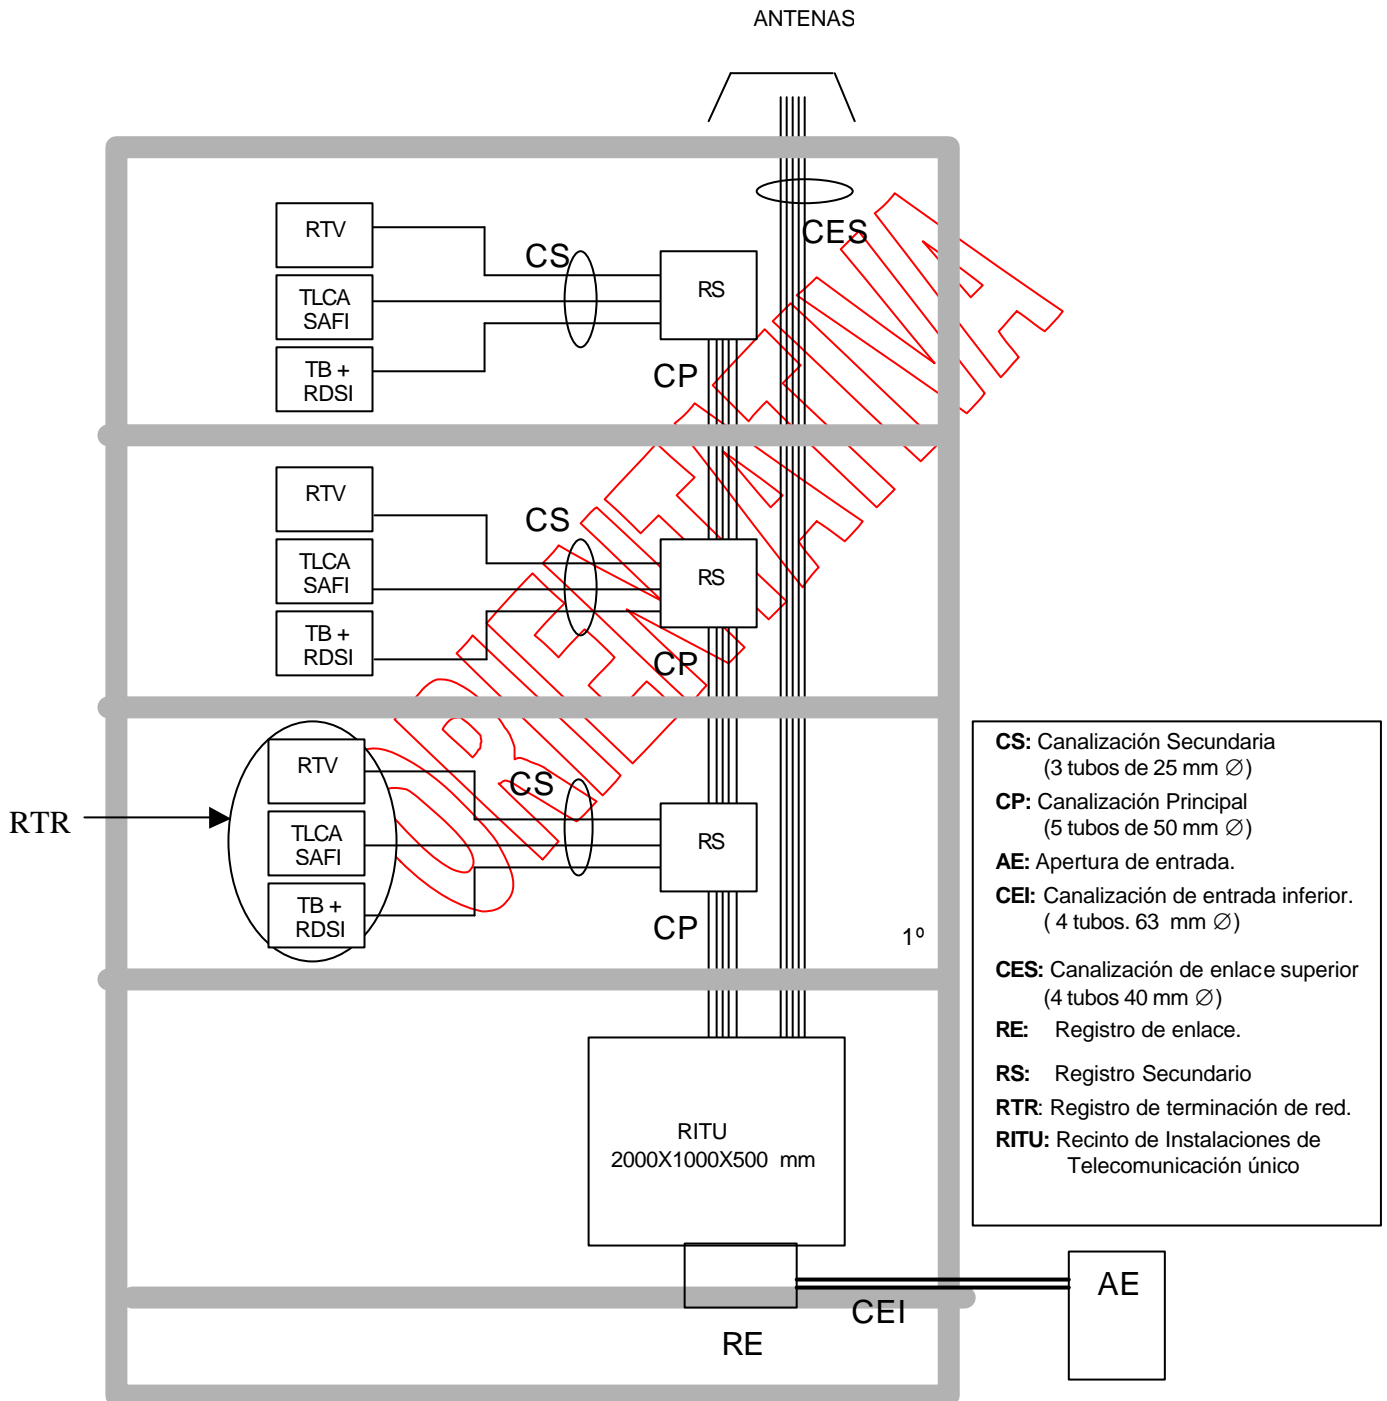 ANTENAS
CES
RTV
CS
TLCA
SAFI
RS
TB +
RDSI
CP
RTV
CS
TLCA
SAFI
RS
TB +
RDSI
CP
RTV
CS
RTR
TLCA
SAFI
RS
TB +
RDSI
CP
1º
ORIENTATIVA
CS: Canalización Secundaria
(3 tubos de 25 mm ∅)
CP: Canalización Principal
(5 tubos de 50 mm ∅)
AE: Apertura de entrada.
CEI: Canalización de entrada inferior.
( 4 tubos. 63 mm ∅)
CES: Canalización de enlace superior
(4 tubos 40 mm ∅)
RE: Registro de enlace.
RS: Registro Secundario
RTR: Registro de terminación de red.
RITU: Recinto de Instalaciones de
Telecomunicación único
RITU
2000X1000X500 mm
AE
CEI
RE